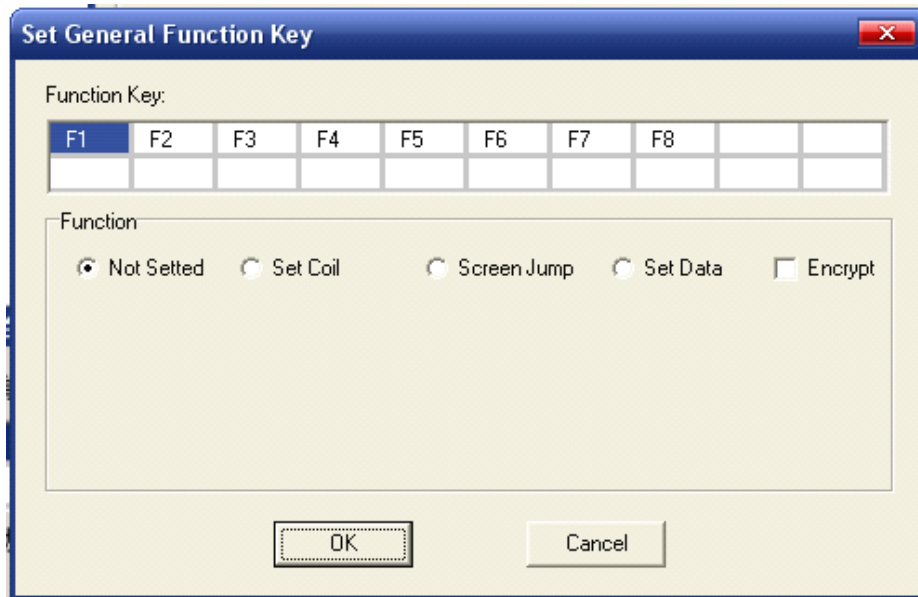 Set General Function Key
Function Key:
F1 F2 F3 F4 F5 F6 F7 F8
Function
Not Setted Set Coil Screen Jump Set Data Encrypt
OK Cancel